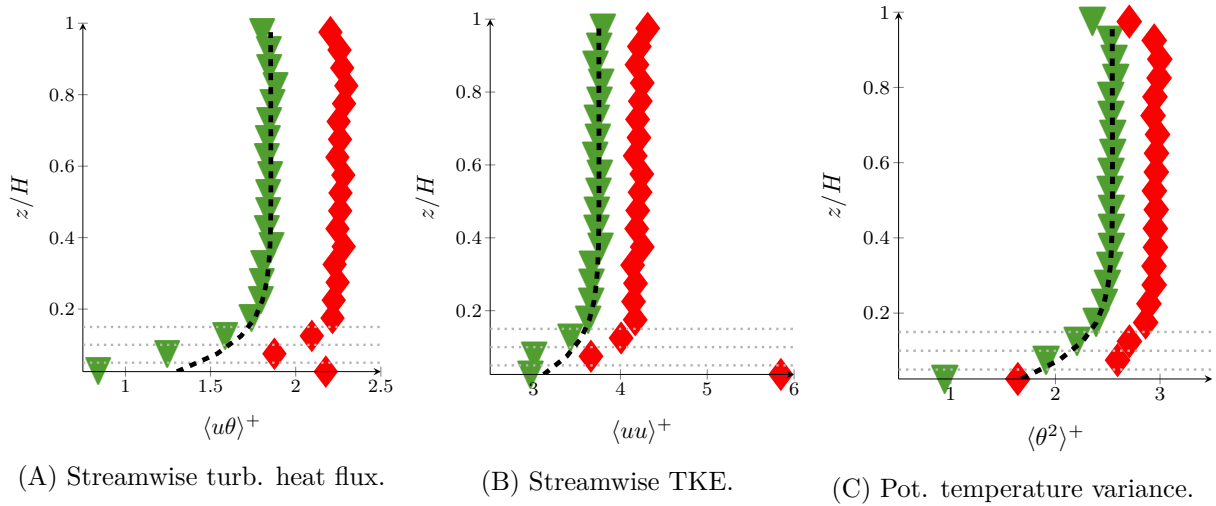 1
0.8
0.6
0.4
0.2
z/H
1 1.5 2 2.5
⟨uθ⟩⁺
(A) Streamwise turb. heat flux.
1
0.8
0.6
0.4
0.2
z/H
3 4 5 6
⟨uu⟩⁺
(B) Streamwise TKE.
1
0.8
0.6
0.4
0.2
z/H
1 2 3
⟨θ²⟩⁺
(C) Pot. temperature variance.